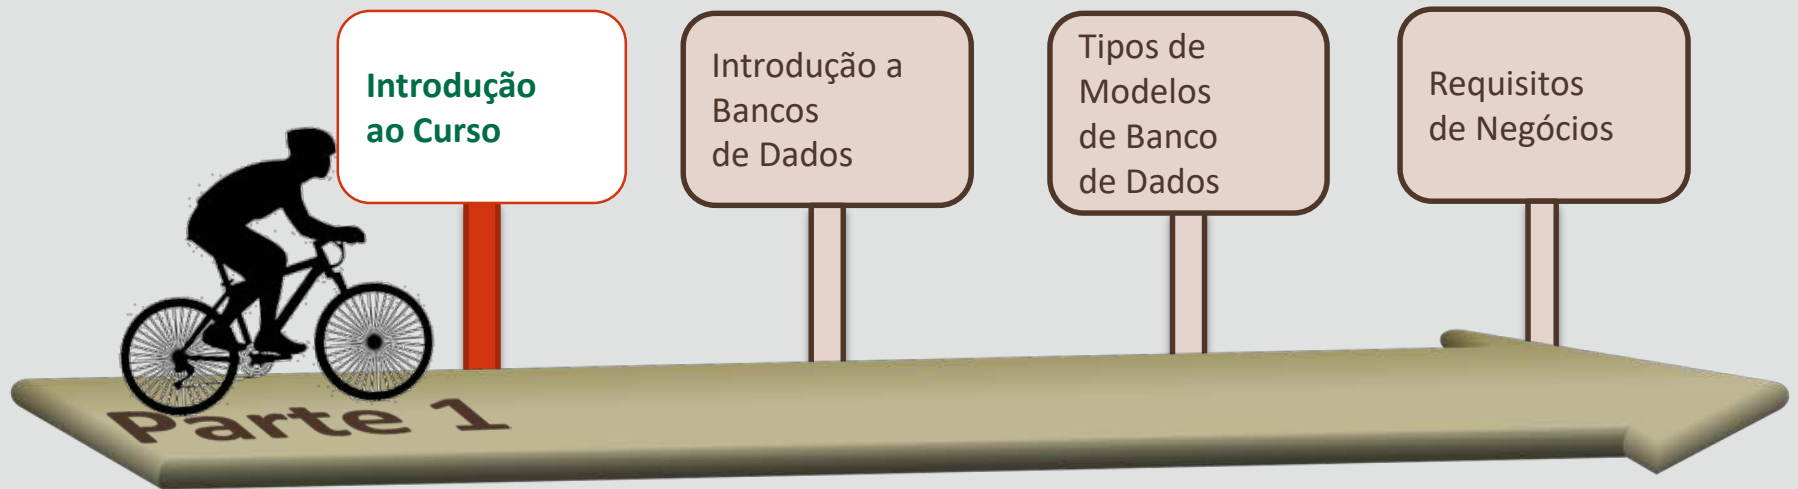 Introdução
ao Curso
Introdução a
Bancos
de Dados
Tipos de
Modelos
de Banco
de Dados
Requisitos
de Negócios
Parte 1